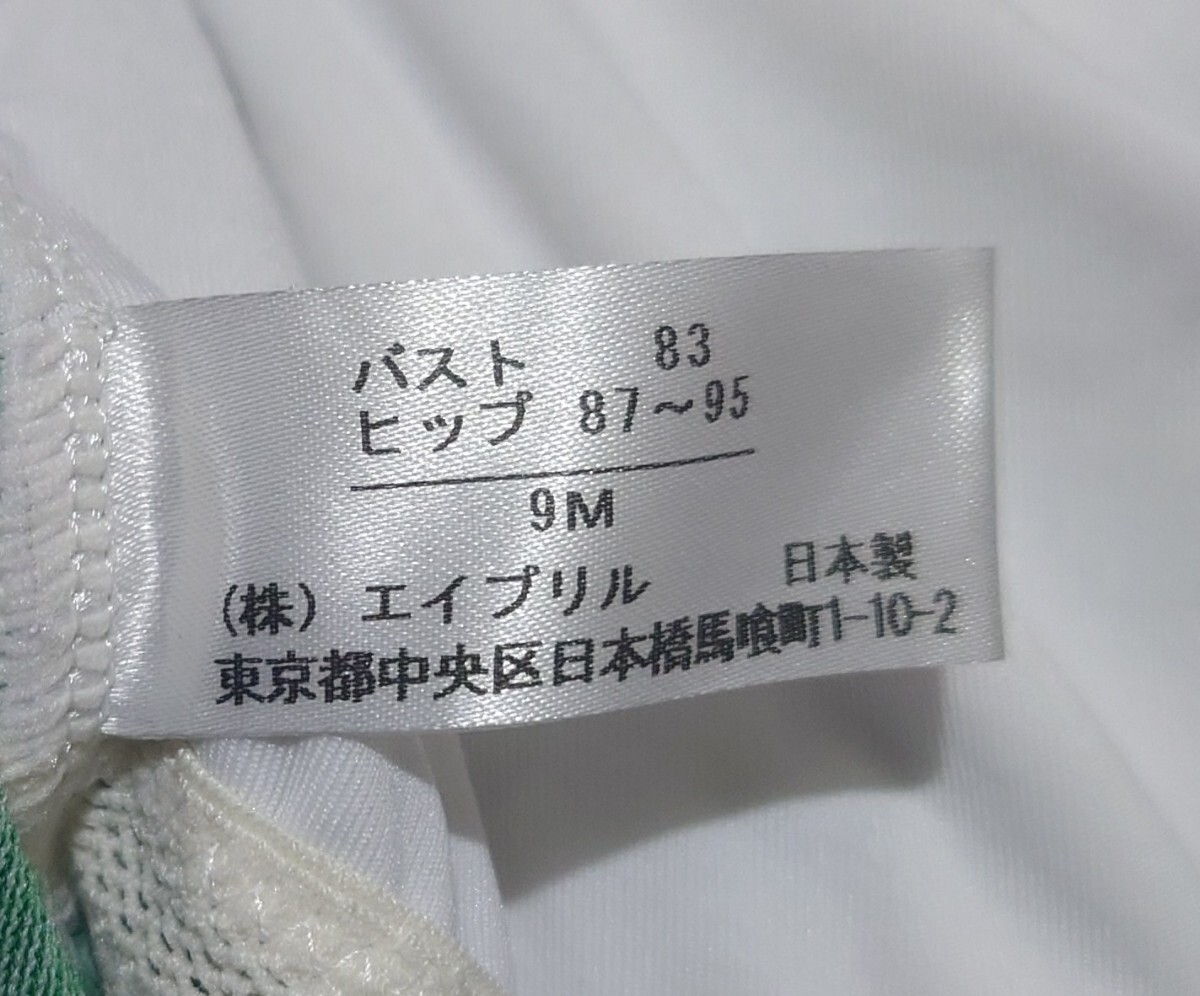 バスト 83
ヒップ 87～95
9M
日本製
(株) エイプリル
東京都中央区日本橋馬喰町1-10-2